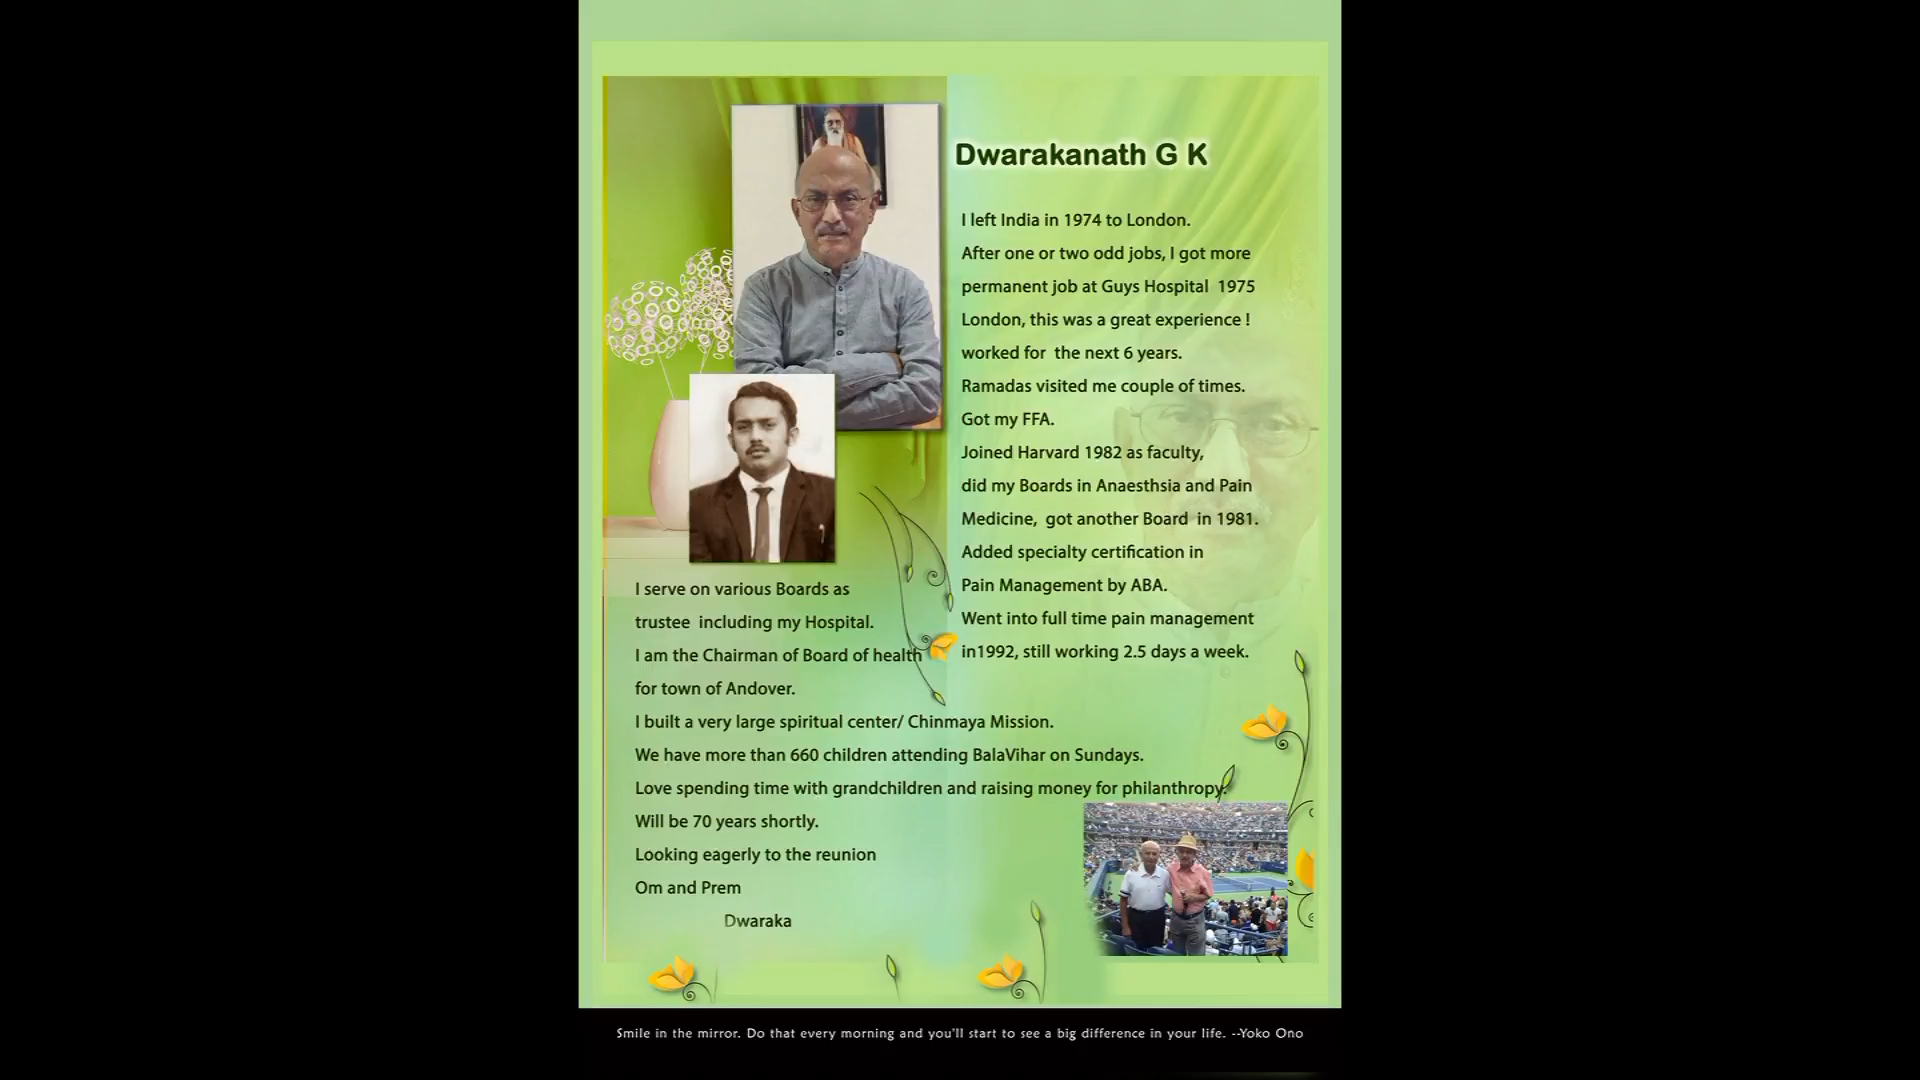 Dwarakanath G K
I left India in 1974 to London.
After one or two odd jobs, I got more
permanent job at Guys Hospital 1975
London, this was a great experience !
worked for the next 6 years.
Ramadas visited me couple of times.
Got my FFA.
Joined Harvard 1982 as faculty,
did my Boards in Anaesthsia and Pain
Medicine, got another Board in 1981.
Added specialty certification in
Pain Management by ABA.
Went into full time pain management
in1992, still working 2.5 days a week.
I serve on various Boards as
trustee including my Hospital.
I am the Chairman of Board of health
for town of Andover.
I built a very large spiritual center/ Chinmaya Mission.
We have more than 660 children attending BalaVihar on Sundays.
Love spending time with grandchildren and raising money for philanthropy.
Will be 70 years shortly.
Looking eagerly to the reunion
Om and Prem
Dwaraka
Smile in the mirror. Do that every morning and you'll start to see a big difference in your life. --Yoko Ono